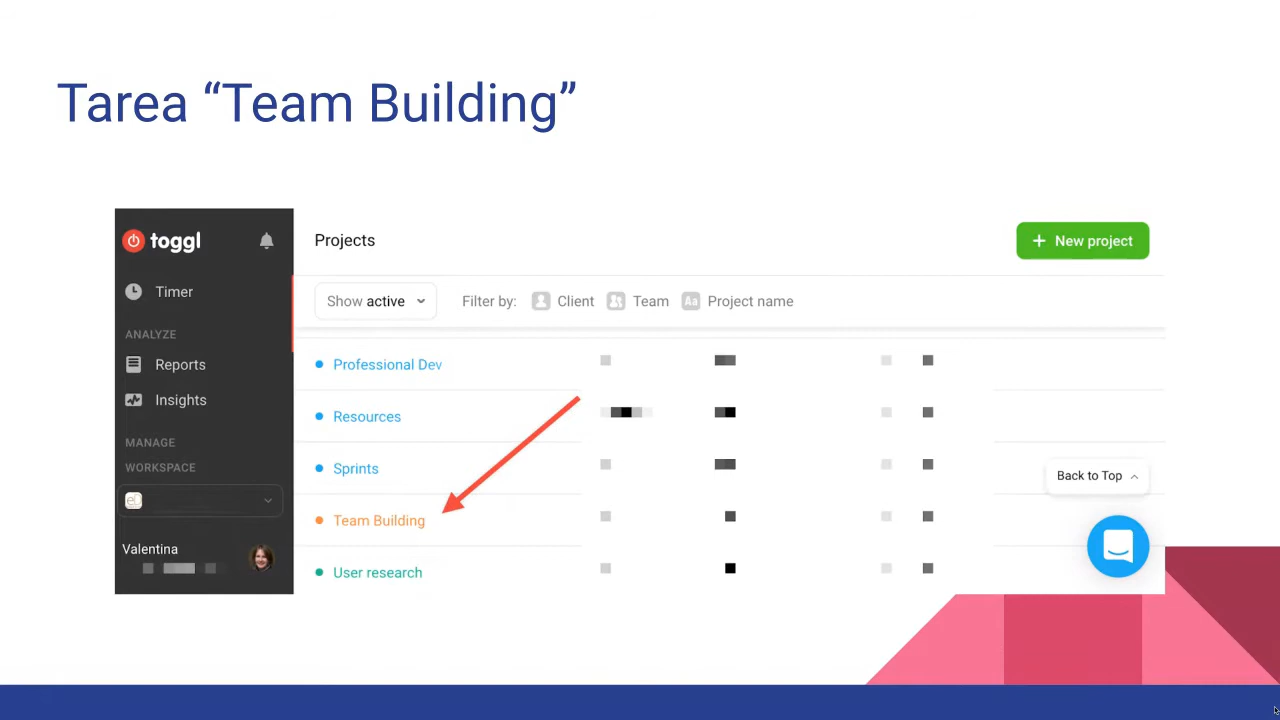 Tarea “Team Building”
toggl
Projects
+ New project
Timer
Show active
Filter by:
Client
Team
Aa
Project name
ANALYZE
Reports
Professional Dev
Insights
Resources
MANAGE
WORKSPACE
Sprints
Back to Top
Team Building
Valentina
User research